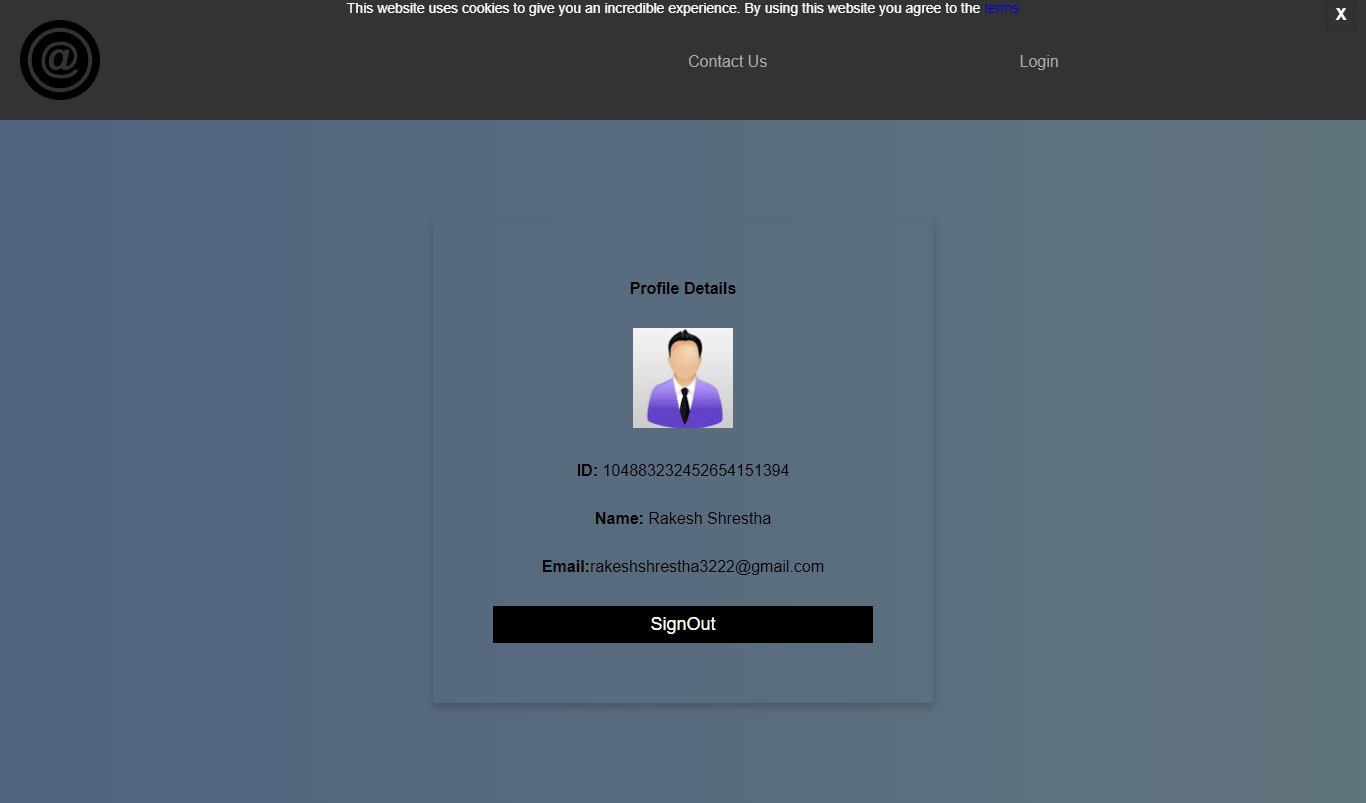 This website uses cookies to give you an incredible experience. By using this website you agree to the terms
X
@
Contact Us
Login
Profile Details
ID: 104883232452654151394
Name: Rakesh Shrestha
Email:rakeshshrestha3222@gmail.com
SignOut